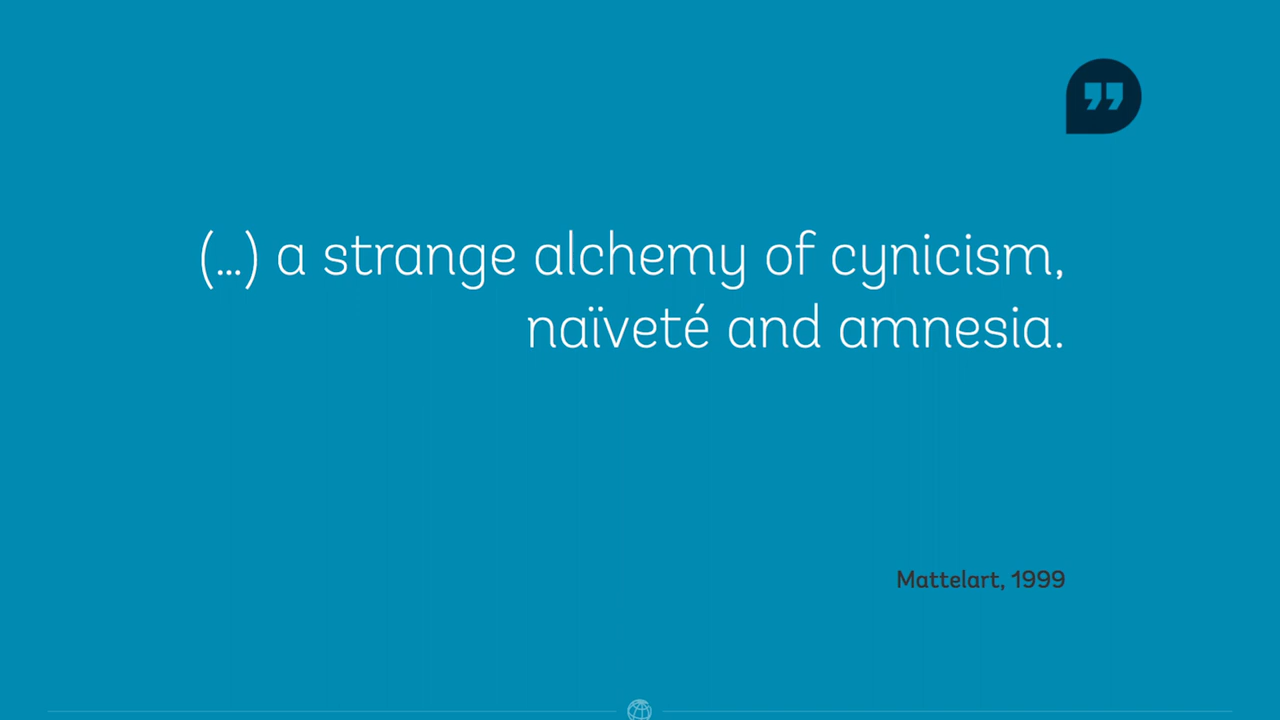 (...) a strange alchemy of cynicism,
naïveté and amnesia.
Mattelart, 1999